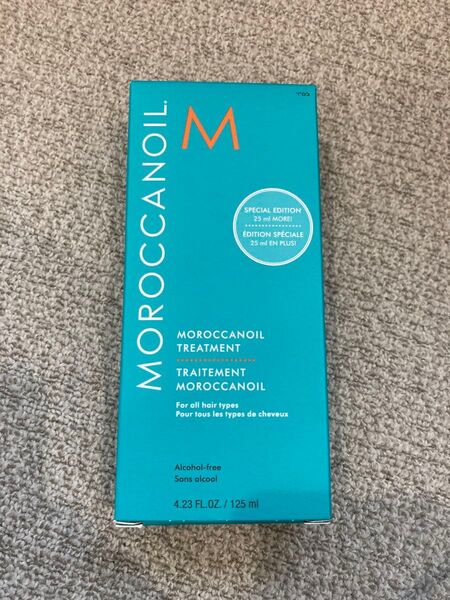 MOROCCANOIL®
M
SPECIAL EDITION
25 ml MORE!
ÉDITION SPÉCIALE
25 ml EN PLUS!
MOROCCANOIL
TREATMENT
TRAITEMENT
MOROCCANOIL
For all hair types
Pour tous les types de cheveux
Alcohol-free
Sans alcool
4.23 FL.OZ. / 125 ml